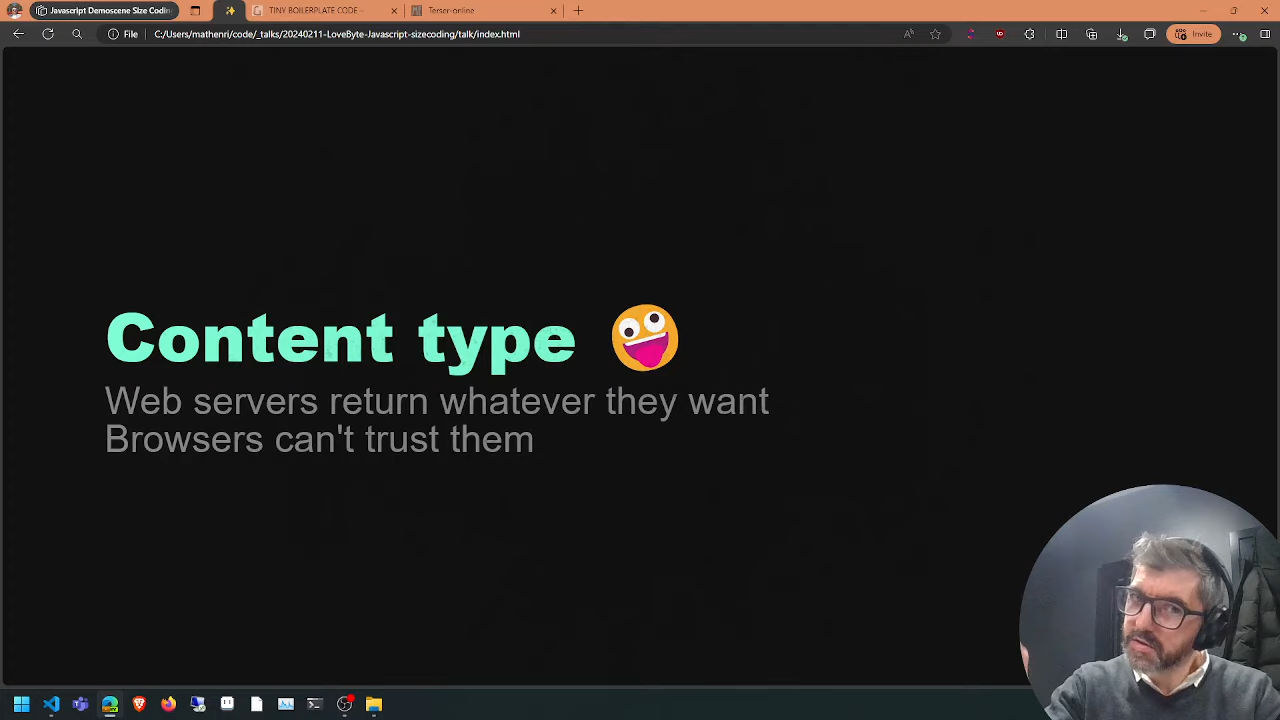 Javascript Demoscene Size Coding
TINY BOILERPLATE CODE –
Terser-online
File
C:/Users/mathenri/code/_talks/20240211-LoveByte-Javascript-sizecoding/talk/index.html
Invite
Content type
Web servers return whatever they want
Browsers can't trust them